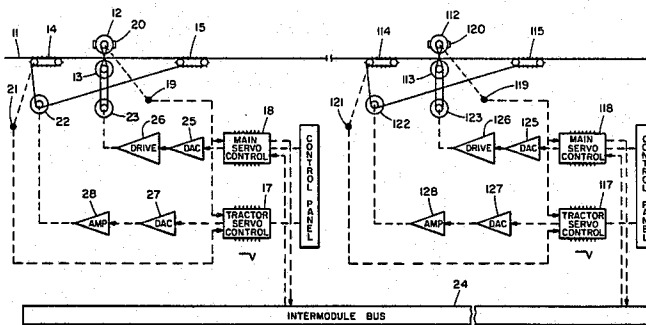 12
112
20
120
11
14
15
114
115
13
113
21
19
121
119
22
23
122
123
26
25
18
126
125
118
DRIVE
DAC
MAIN SERVO CONTROL
CONTROL PANEL
DRIVE
DAC
MAIN SERVO CONTROL
CONTROL PANEL
28
27
17
128
127
117
AMP
DAC
TRACTOR SERVO CONTROL
AMP
DAC
TRACTOR SERVO CONTROL
24
INTERMODULE BUS